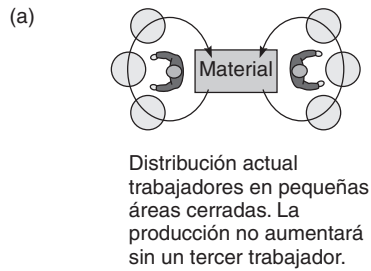 (a)
Material
Distribución actual
trabajadores en pequeñas
áreas cerradas. La
producción no aumentará
sin un tercer trabajador.